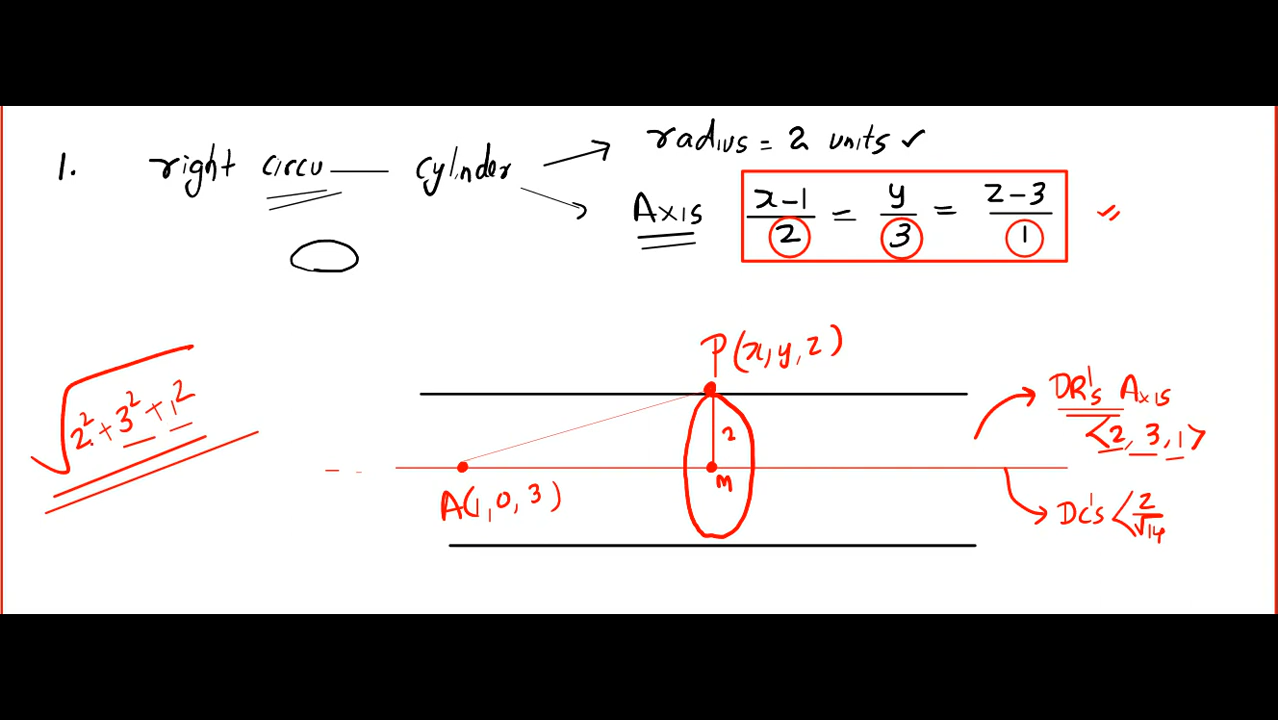 1. right circu — cylinder
radius = 2 units ✓
Axis x-1/2 = y/3 = z-3/1
P(x, y, z)
√2²+3²+1²
DR's Axis
<2, 3, 1>
2
M
A(1, 0, 3)
DC's <2/√14